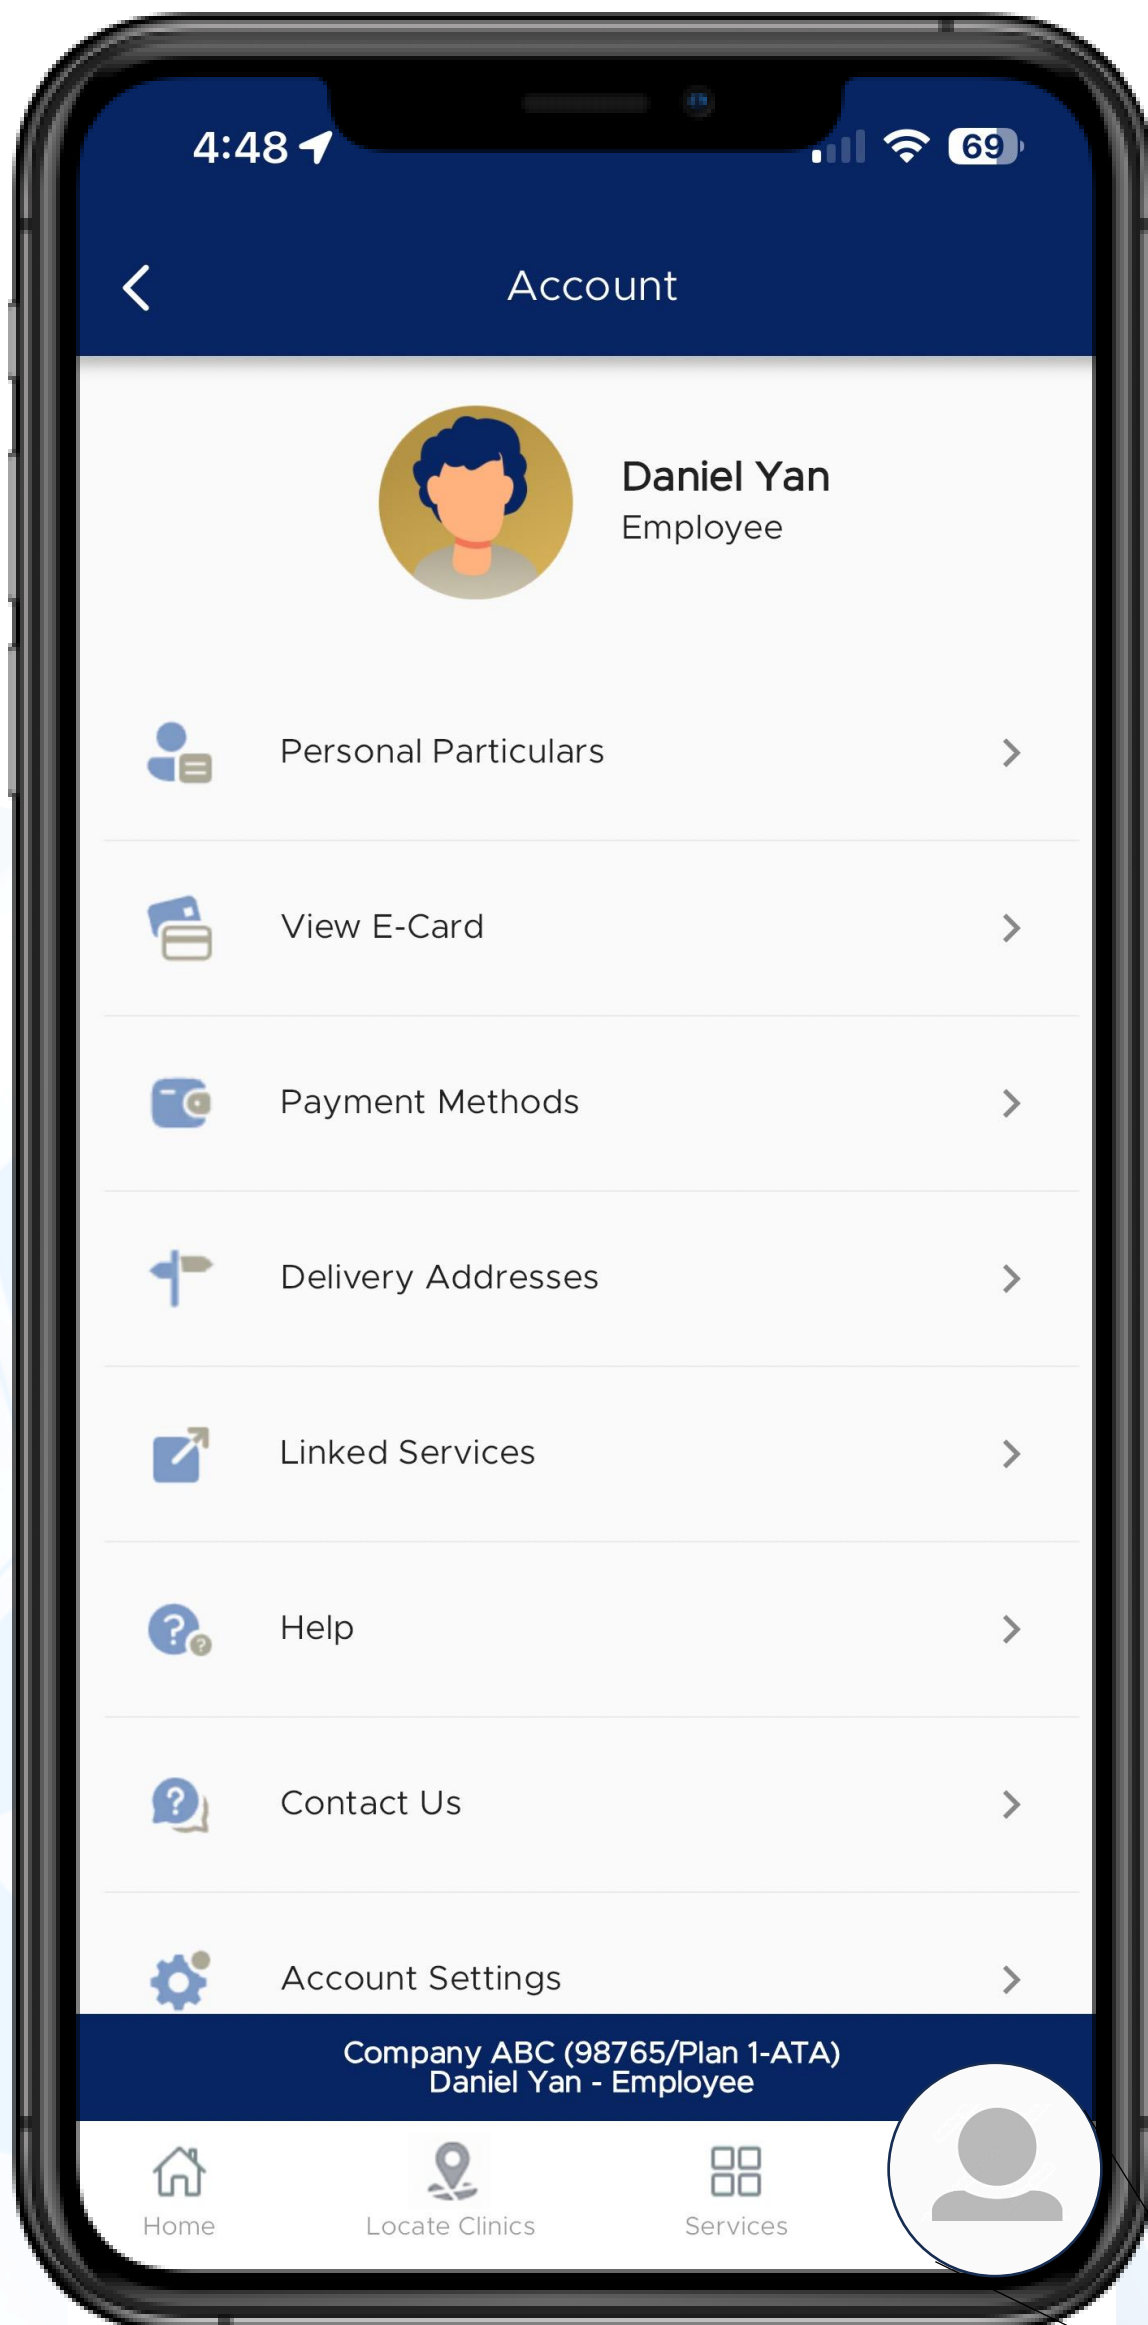 4:48
69
Account
Daniel Yan
Employee
Personal Particulars
View E-Card
Payment Methods
Delivery Addresses
Linked Services
Help
Contact Us
Account Settings
Company ABC (98765/Plan 1-ATA)
Daniel Yan - Employee
Home
Locate Clinics
Services